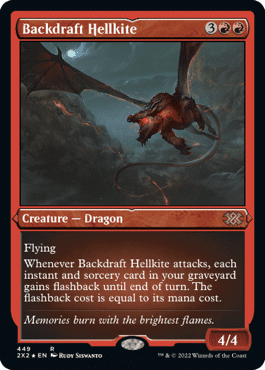 Backdraft Hellkite 3
Creature — Dragon
Flying
Whenever Backdraft Hellkite attacks, each
instant and sorcery card in your graveyard
gains flashback until end of turn. The
flashback cost is equal to its mana cost.
Memories burn with the brightest flames.
4/4
449 R
2X2 ★ EN RUDY SISWANTO
™ & © 2022 Wizards of the Coast